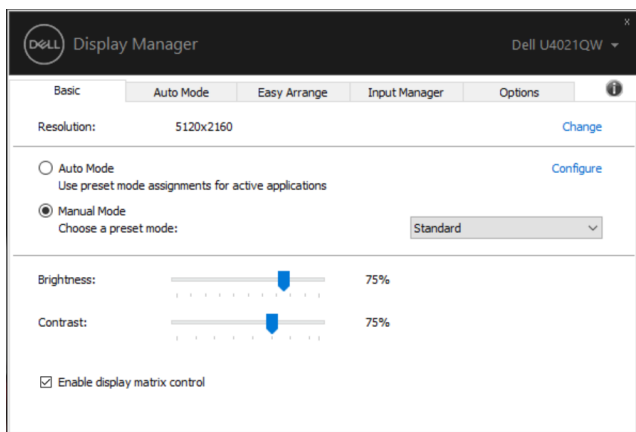 x
DELL Display Manager Dell U4021QW
Basic Auto Mode Easy Arrange Input Manager Options i
Resolution: 5120x2160 Change
Auto Mode Configure
Use preset mode assignments for active applications
Manual Mode
Choose a preset mode: Standard
Brightness: 75%
Contrast: 75%
Enable display matrix control